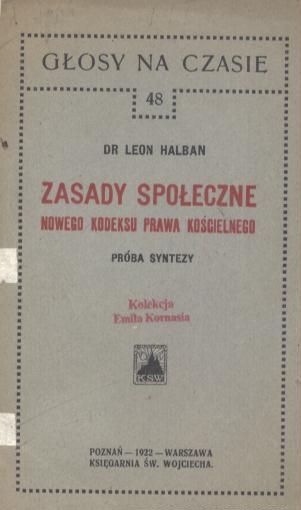 GŁOSY NA CZASIE
48
DR LEON HALBAN
ZASADY SPOŁECZNE
NOWEGO KODEKSU PRAWA KOŚCIELNEGO
PRÓBA SYNTEZY
Kolekcja
Emila Kornasia
KSW
POZNAŃ — 1922 — WARSZAWA
KSIĘGARNIA ŚW. WOJCIECHA.